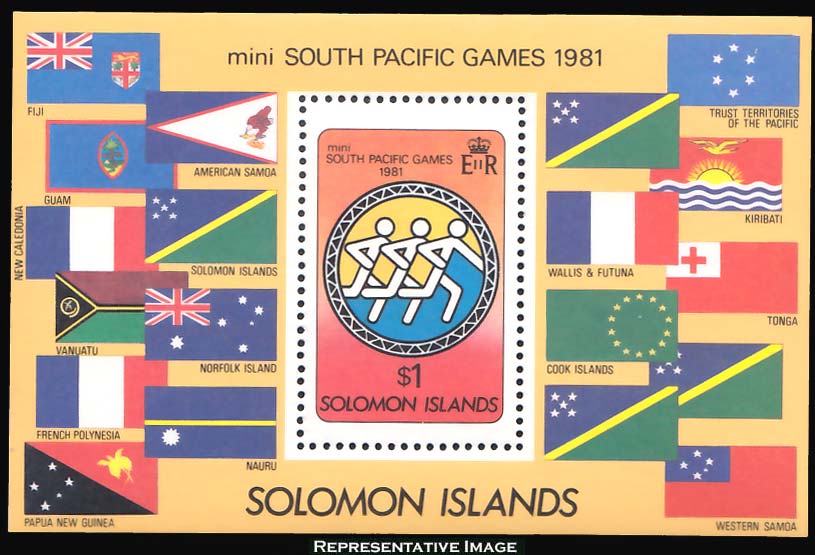 mini SOUTH PACIFIC GAMES 1981
FIJI
AMERICAN SAMOA
GUAM
NEW CALEDONIA
SOLOMON ISLANDS
VANUATU
NORFOLK ISLAND
FRENCH POLYNESIA
NAURU
PAPUA NEW GUINEA
mini
SOUTH PACIFIC GAMES
1981
EIIR
$1
SOLOMON ISLANDS
TRUST TERRITORIES
OF THE PACIFIC
KIRIBATI
WALLIS & FUTUNA
TONGA
COOK ISLANDS
WESTERN SAMOA
SOLOMON ISLANDS
REPRESENTATIVE IMAGE